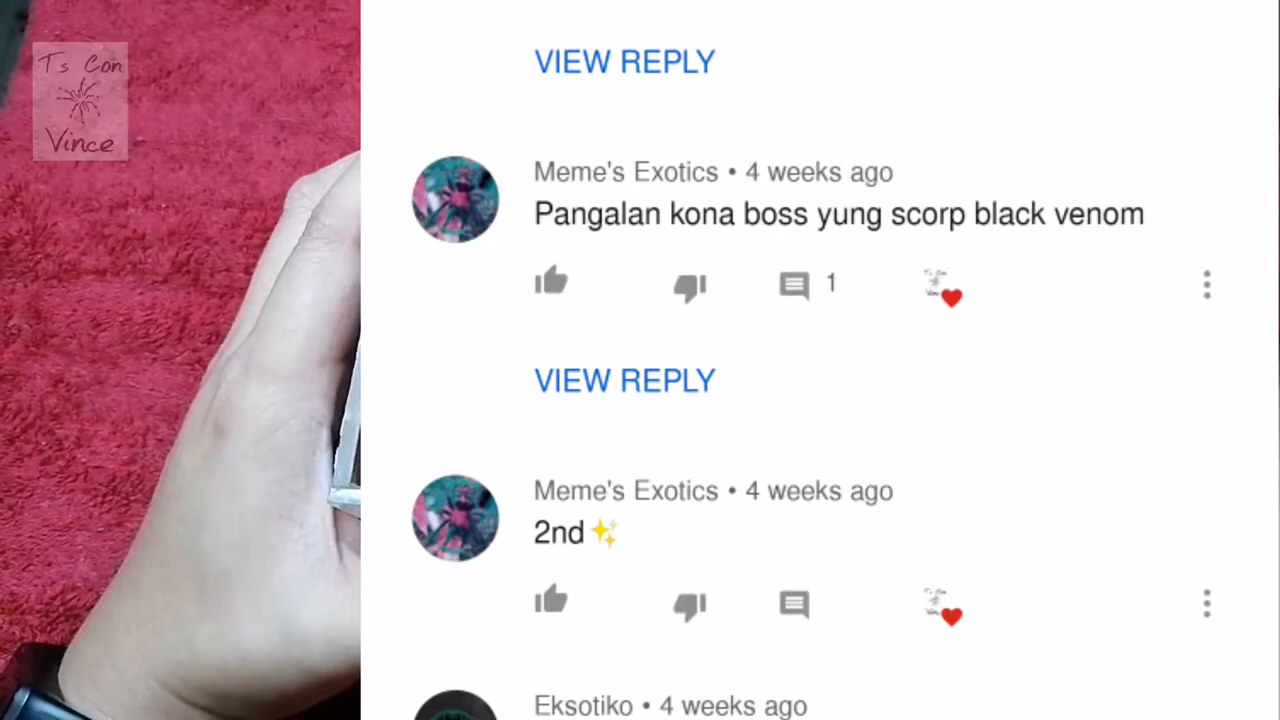 Ts Con
Vince
VIEW REPLY
Meme's Exotics • 4 weeks ago
Pangalan kona boss yung scorp black venom
1
VIEW REPLY
Meme's Exotics • 4 weeks ago
2nd✨
Eksotiko • 4 weeks ago